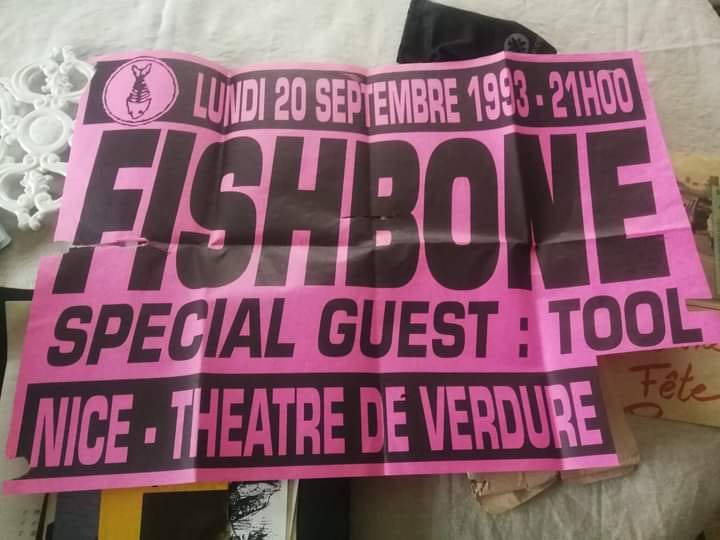 LUNDI 20 SEPTEMBRE 1993 - 21H00
FISHBONE
SPECIAL GUEST : TOOL
NICE - THEATRE DE VERDURE
Fête